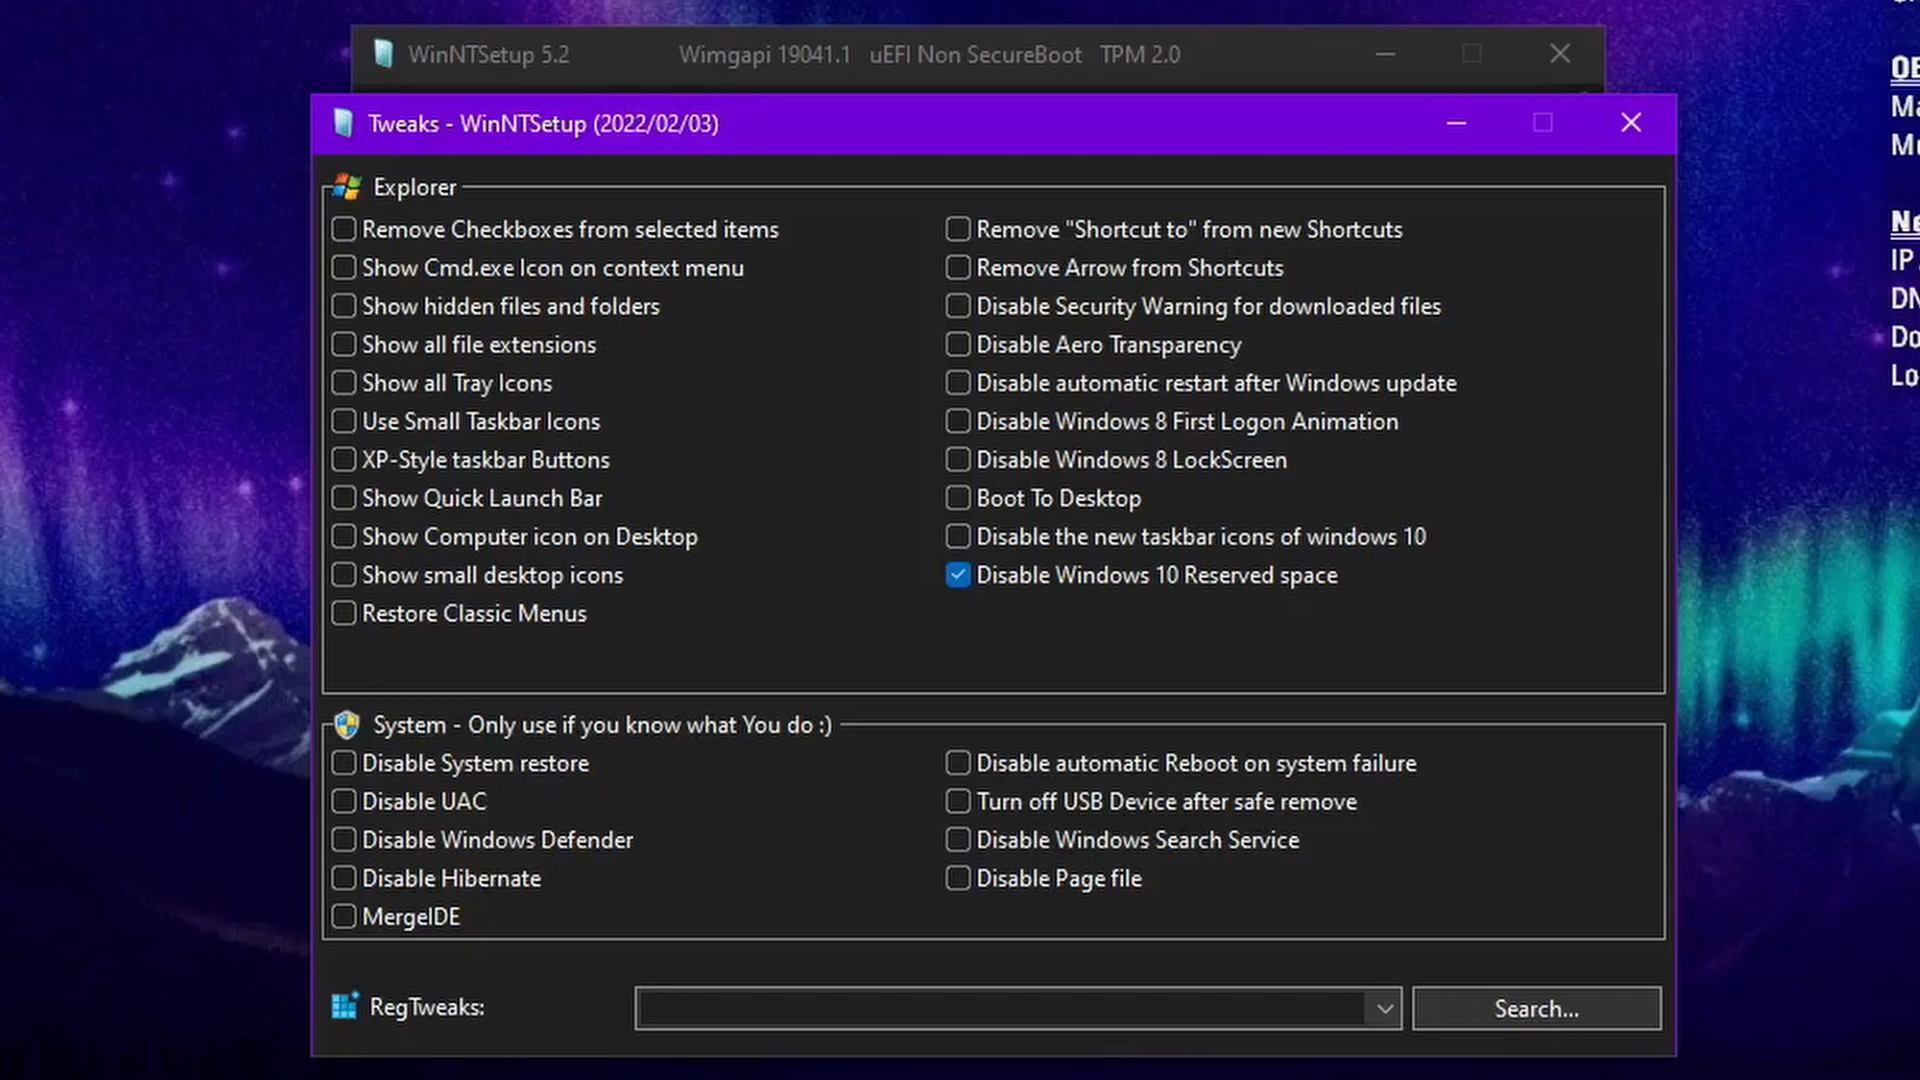 WinNTSetup 5.2 Wimgapi 19041.1 uEFI Non SecureBoot TPM 2.0
Tweaks - WinNTSetup (2022/02/03)
Explorer
Remove Checkboxes from selected items
Show Cmd.exe Icon on context menu
Show hidden files and folders
Show all file extensions
Show all Tray Icons
Use Small Taskbar Icons
XP-Style taskbar Buttons
Show Quick Launch Bar
Show Computer icon on Desktop
Show small desktop icons
Restore Classic Menus
Remove "Shortcut to" from new Shortcuts
Remove Arrow from Shortcuts
Disable Security Warning for downloaded files
Disable Aero Transparency
Disable automatic restart after Windows update
Disable Windows 8 First Logon Animation
Disable Windows 8 LockScreen
Boot To Desktop
Disable the new taskbar icons of windows 10
Disable Windows 10 Reserved space
System - Only use if you know what You do :)
Disable System restore
Disable UAC
Disable Windows Defender
Disable Hibernate
MergeIDE
Disable automatic Reboot on system failure
Turn off USB Device after safe remove
Disable Windows Search Service
Disable Page file
RegTweaks:
Search...
IP